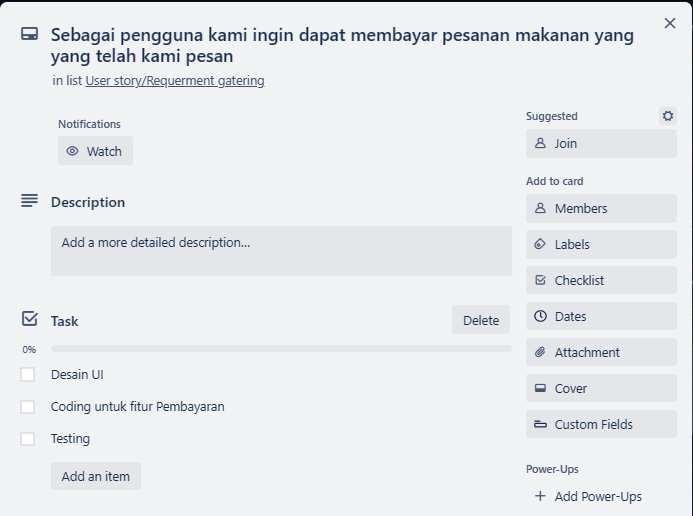 Sebagai pengguna kami ingin dapat membayar pesanan makanan yang
yang telah kami pesan
in list User story/Requerment gatering
Notifications
Watch
Suggested
Join
Add to card
Members
Labels
Checklist
Dates
Attachment
Cover
Custom Fields
Power-Ups
Add Power-Ups
Description
Add a more detailed description...
Task
Delete
0%
Desain UI
Coding untuk fitur Pembayaran
Testing
Add an item